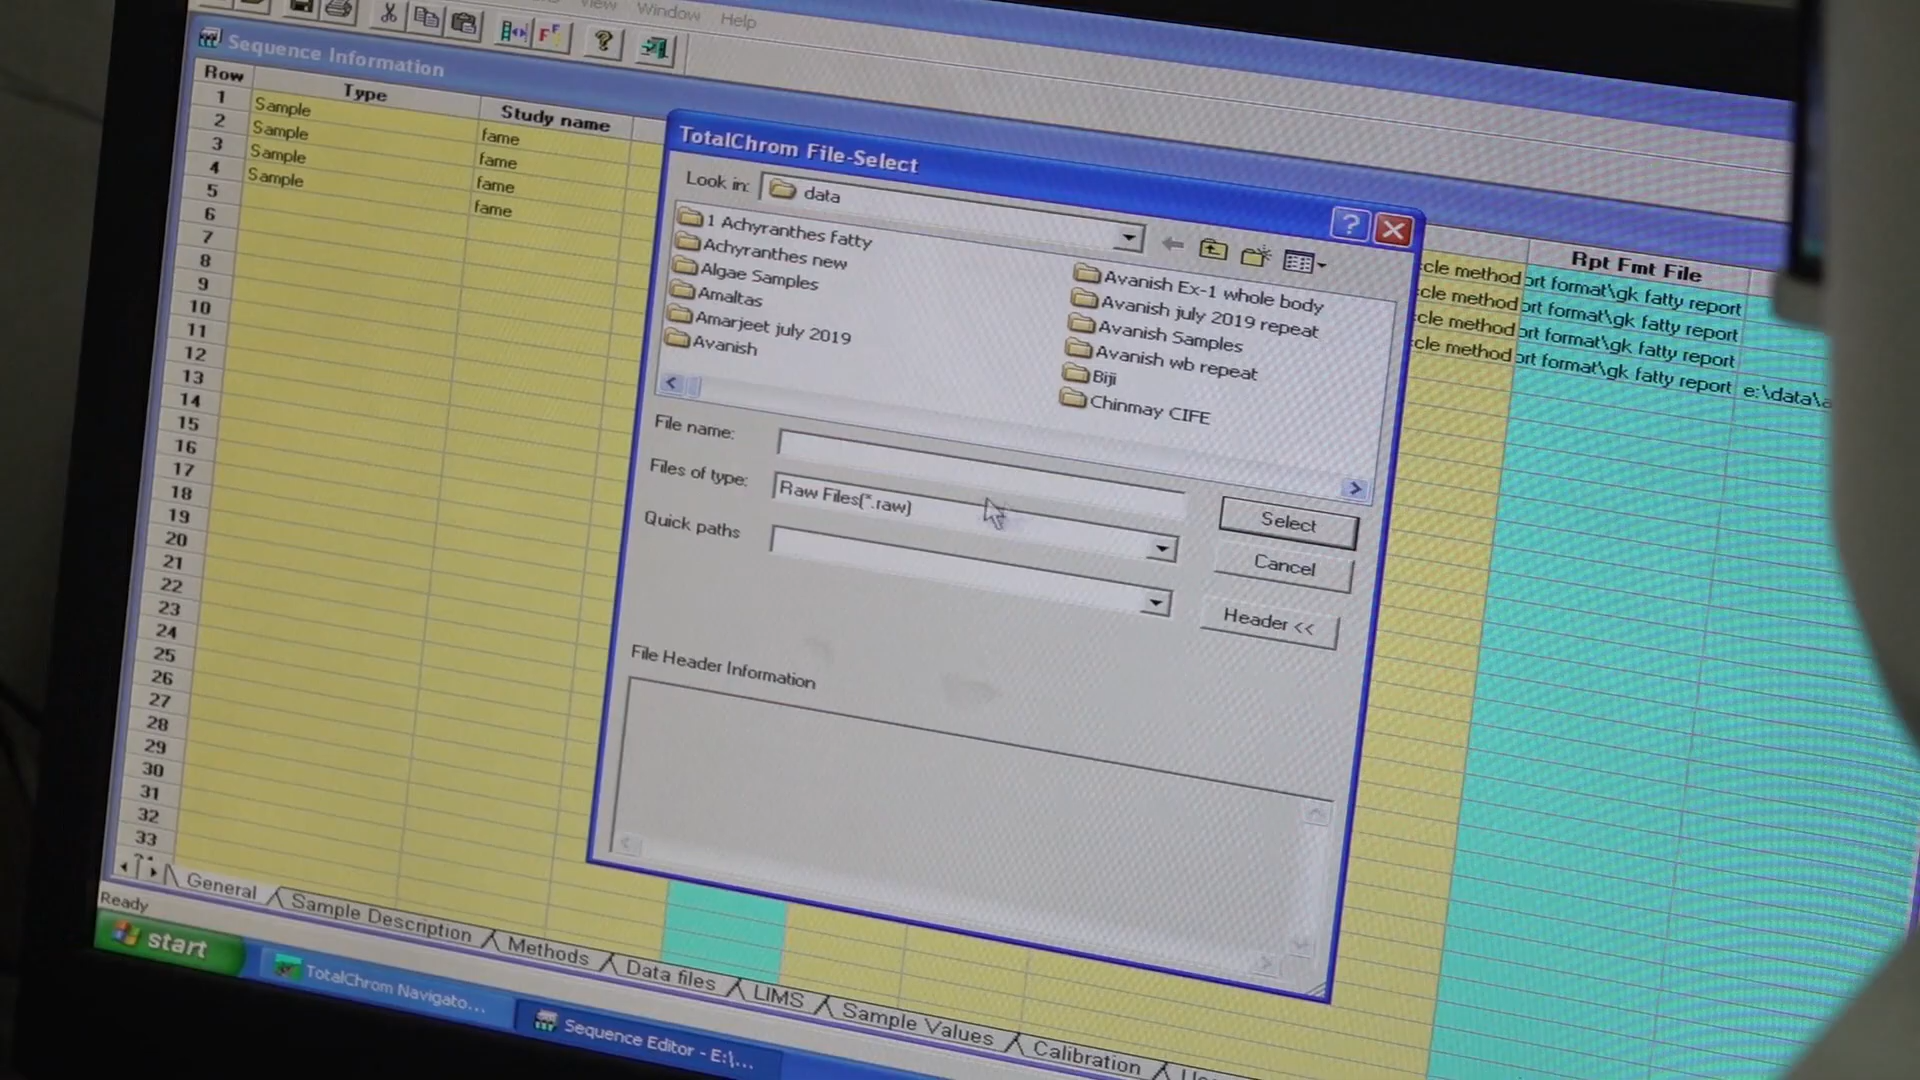 View Window Help
Sequence Information
Row Type Study name
1 Sample fame
2 Sample fame
3 Sample fame
4 Sample fame
5
6
7
8
9
10
11
12
13
14
15
16
17
18
19
20
21
22
23
24
25
26
27
28
29
30
31
32
33
TotalChrom File-Select
Look in: data
1 Achyranthes fatty
Achyranthes new
Algae Samples
Amaltas
Amarjeet july 2019
Avanish
Avanish Ex-1 whole body
Avanish july 2019 repeat
Avanish Samples
Avanish wb repeat
Biji
Chinmay CIFE
File name:
Files of type: Raw Files(*.raw)
Quick paths
Select
Cancel
Header <<
File Header Information
Rpt Fmt File
cle method ort format\gk fatty report
cle method ort format\gk fatty report
cle method ort format\gk fatty report
cle method ort format\gk fatty report e:\data\a
General Sample Description Methods Data files LIMS Sample Values Calibration
Ready
start TotalChrom Navigato... Sequence Editor - E:\...